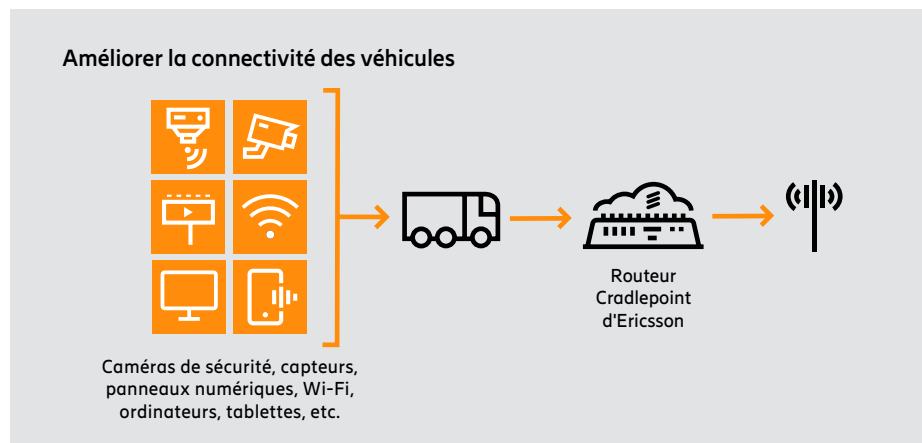 Améliorer la connectivité des véhicules
Routeur
Cradlepoint
d'Ericsson
Caméras de sécurité, capteurs,
panneaux numériques, Wi-Fi,
ordinateurs, tablettes, etc.